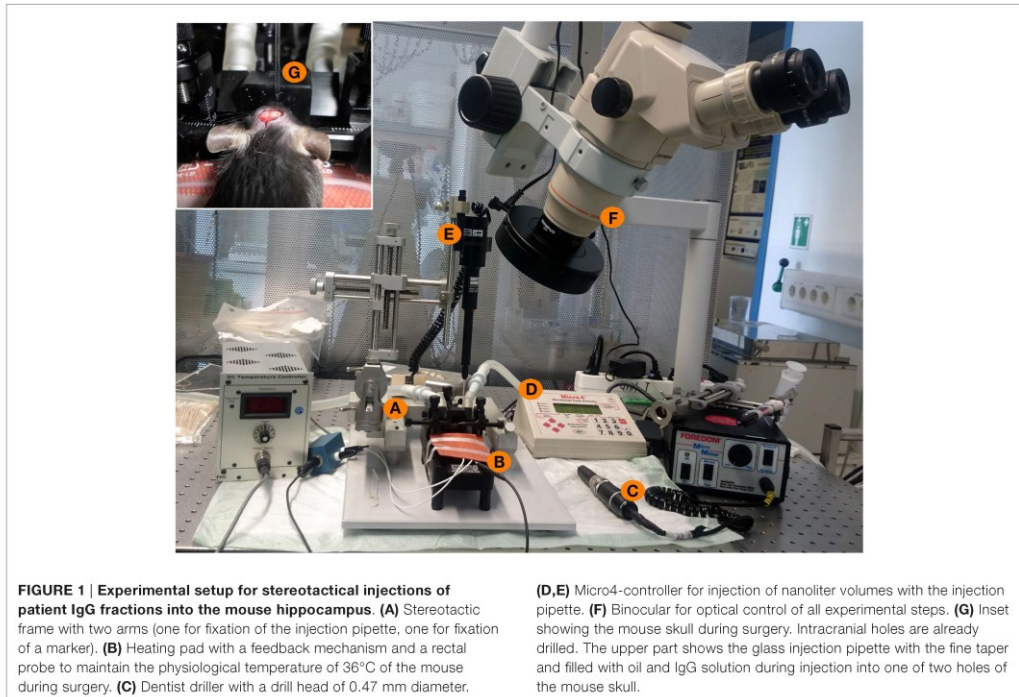 G
E
F
DC Temperature Controller
D
Micro4
A
FOREDOM
B
C
FIGURE 1 | Experimental setup for stereotactical injections of
patient IgG fractions into the mouse hippocampus. (A) Stereotactic
frame with two arms (one for fixation of the injection pipette, one for fixation
of a marker). (B) Heating pad with a feedback mechanism and a rectal
probe to maintain the physiological temperature of 36°C of the mouse
during surgery. (C) Dentist driller with a drill head of 0.47 mm diameter.
(D,E) Micro4-controller for injection of nanoliter volumes with the injection
pipette. (F) Binocular for optical control of all experimental steps. (G) Inset
showing the mouse skull during surgery. Intracranial holes are already
drilled. The upper part shows the glass injection pipette with the fine taper
and filled with oil and IgG solution during injection into one of two holes of
the mouse skull.